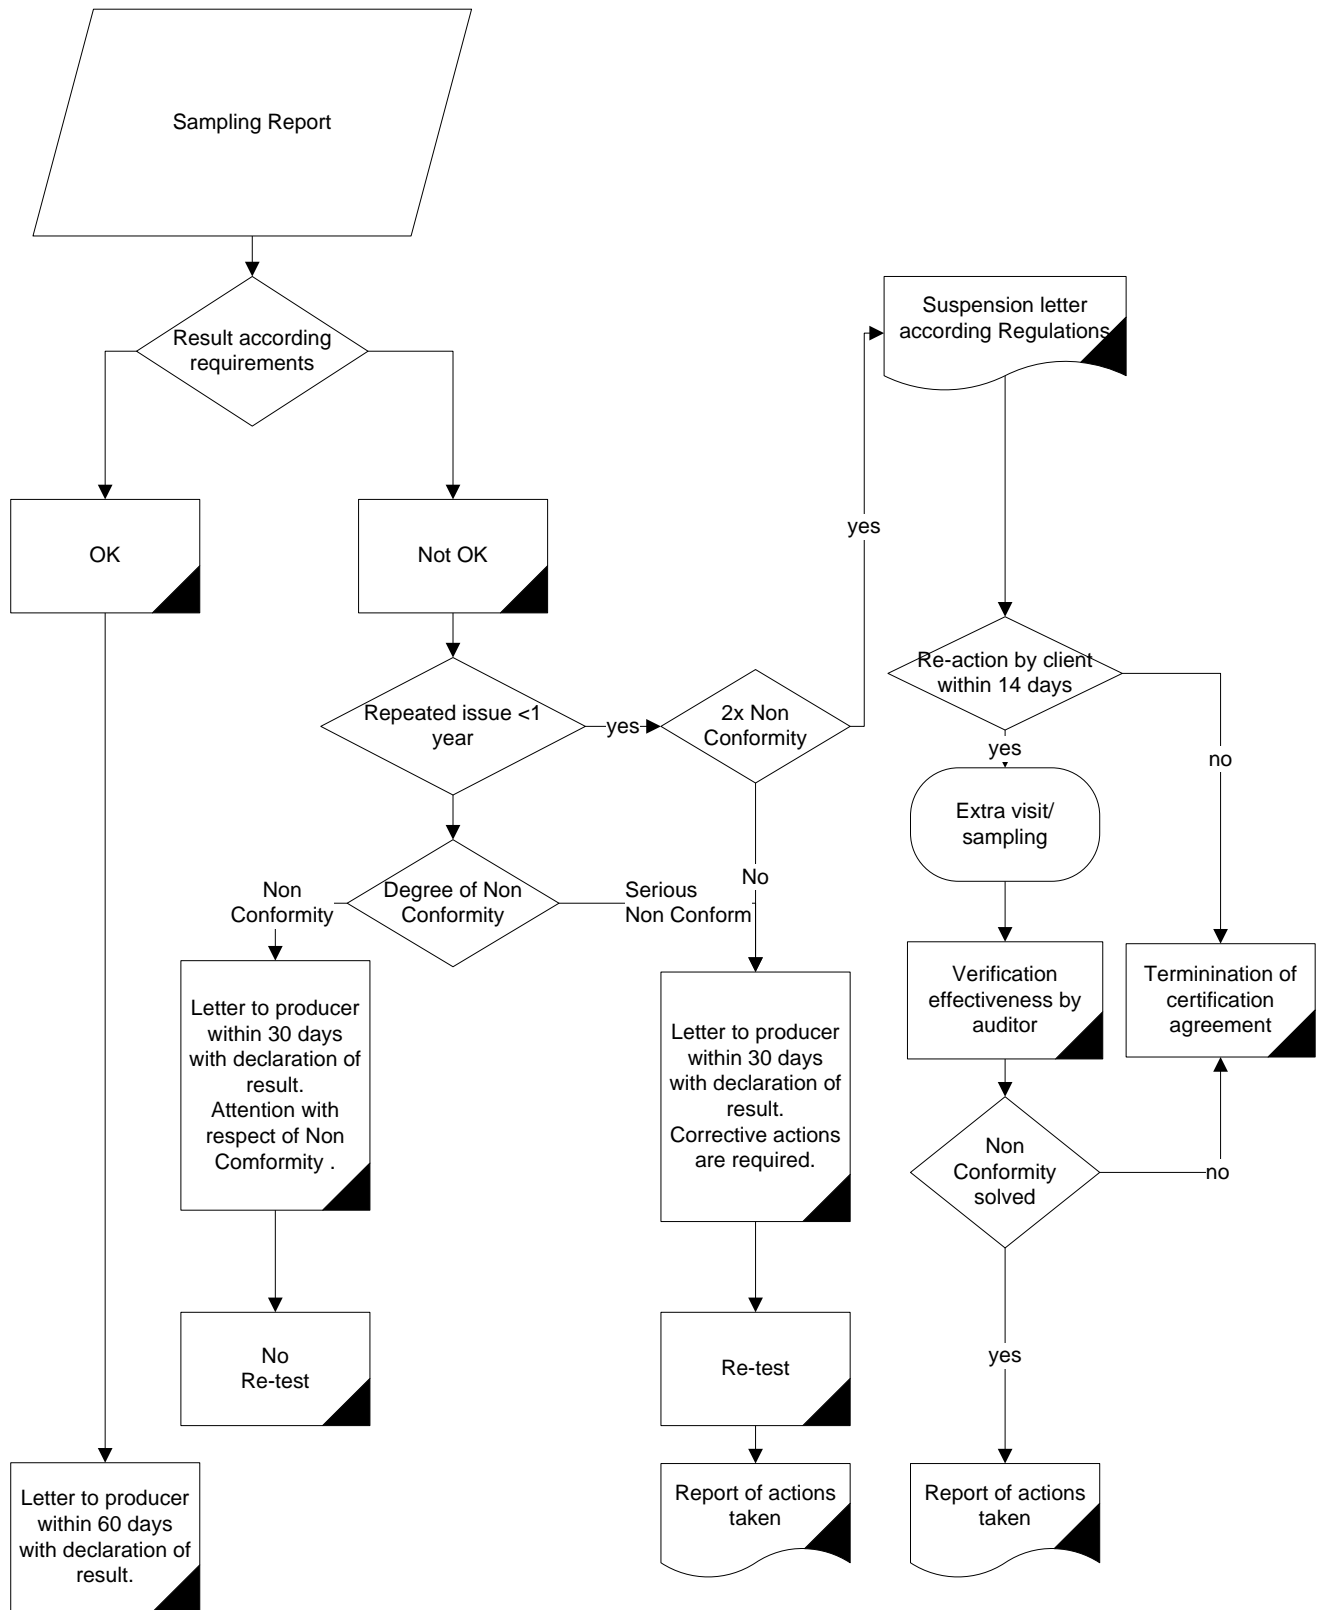 Sampling Report
Result according
requirements
OK
Not OK
Repeated issue <1
year
yes
2x Non
Conformity
yes
Suspension letter
according Regulations
Re-action by client
within 14 days
yes
no
Extra visit/
sampling
Degree of Non
Conformity
Non
Conformity
Serious
Non Conform
No
Letter to producer
within 30 days
with declaration of
result.
Attention with
respect of Non
Comformity .
Letter to producer
within 30 days
with declaration of
result.
Corrective actions
are required.
Verification
effectiveness by
auditor
Terminination of
certification
agreement
Non
Conformity
solved
no
yes
No
Re-test
Re-test
Letter to producer
within 60 days
with declaration of
result.
Report of actions
taken
Report of actions
taken